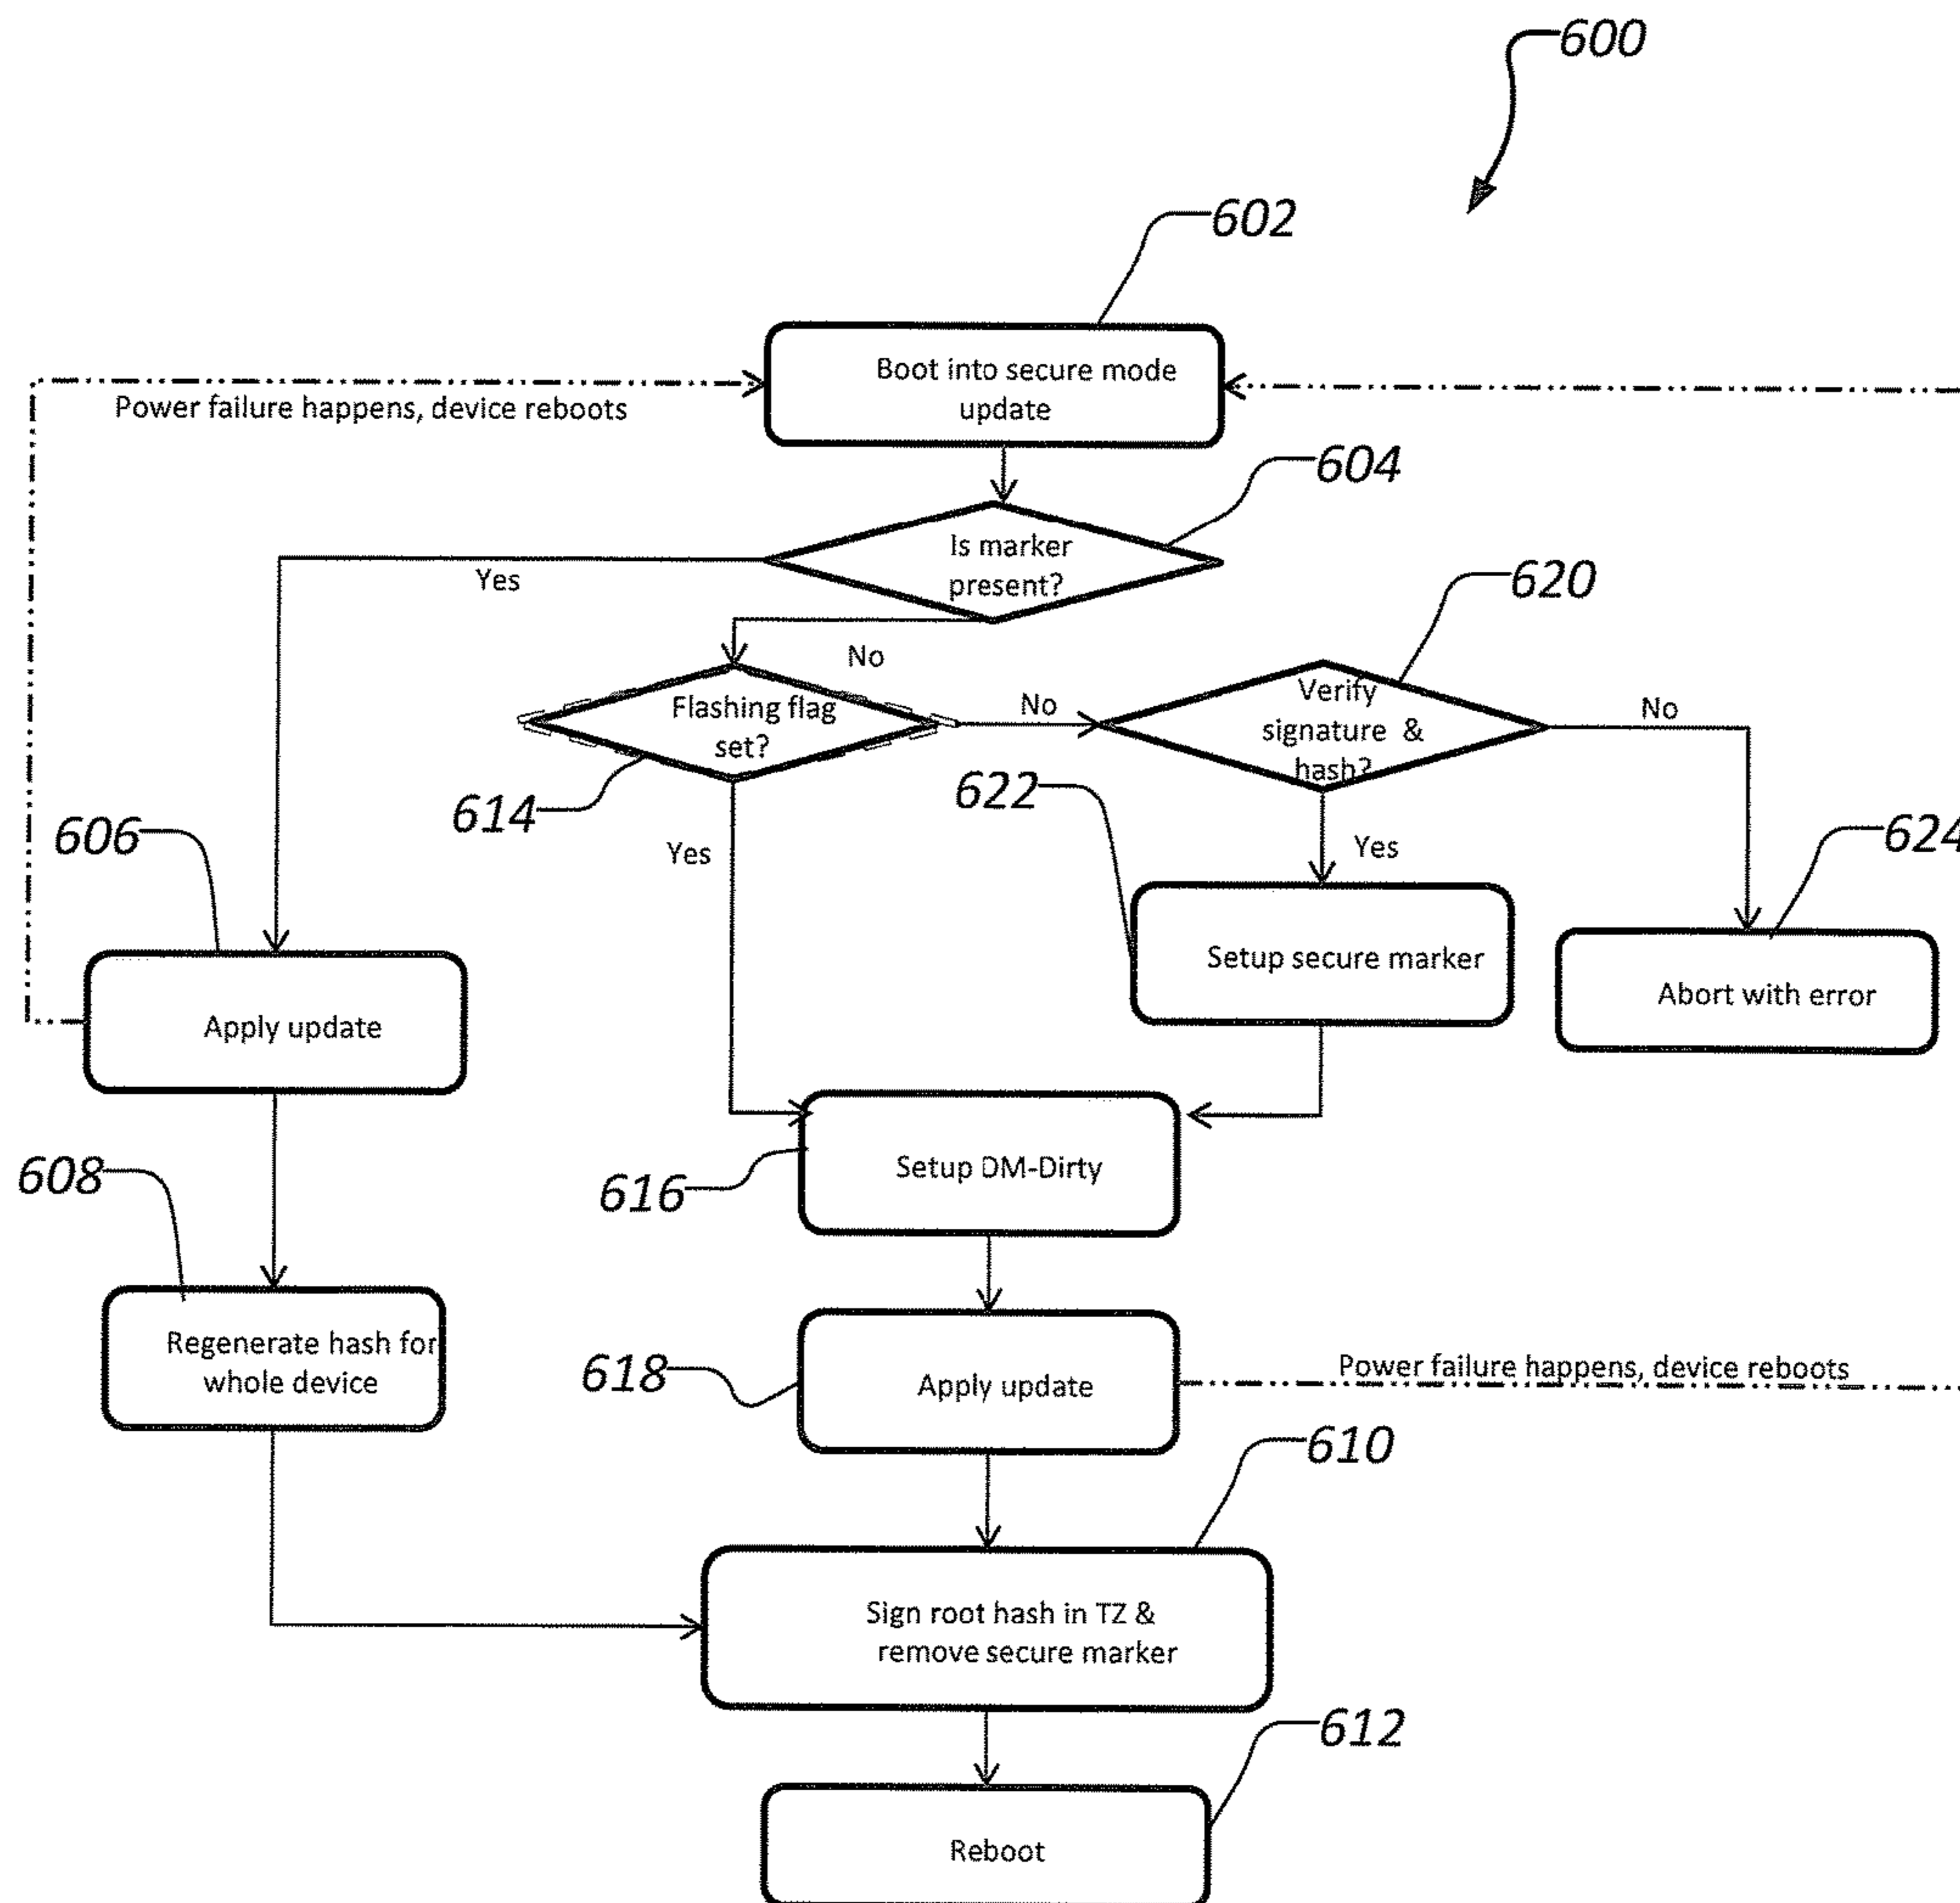 600
602
Boot into secure mode
update
Power failure happens, device reboots
604
Is marker
present?
Yes
620
No
Flashing flag
set?
No
Verify
signature &
hash?
No
614
622
606
Yes
Yes
624
Setup secure marker
Abort with error
Apply update
608
616
Setup DM-Dirty
Regenerate hash for
whole device
618
Apply update
Power failure happens, device reboots
610
Sign root hash in TZ &
remove secure marker
612
Reboot